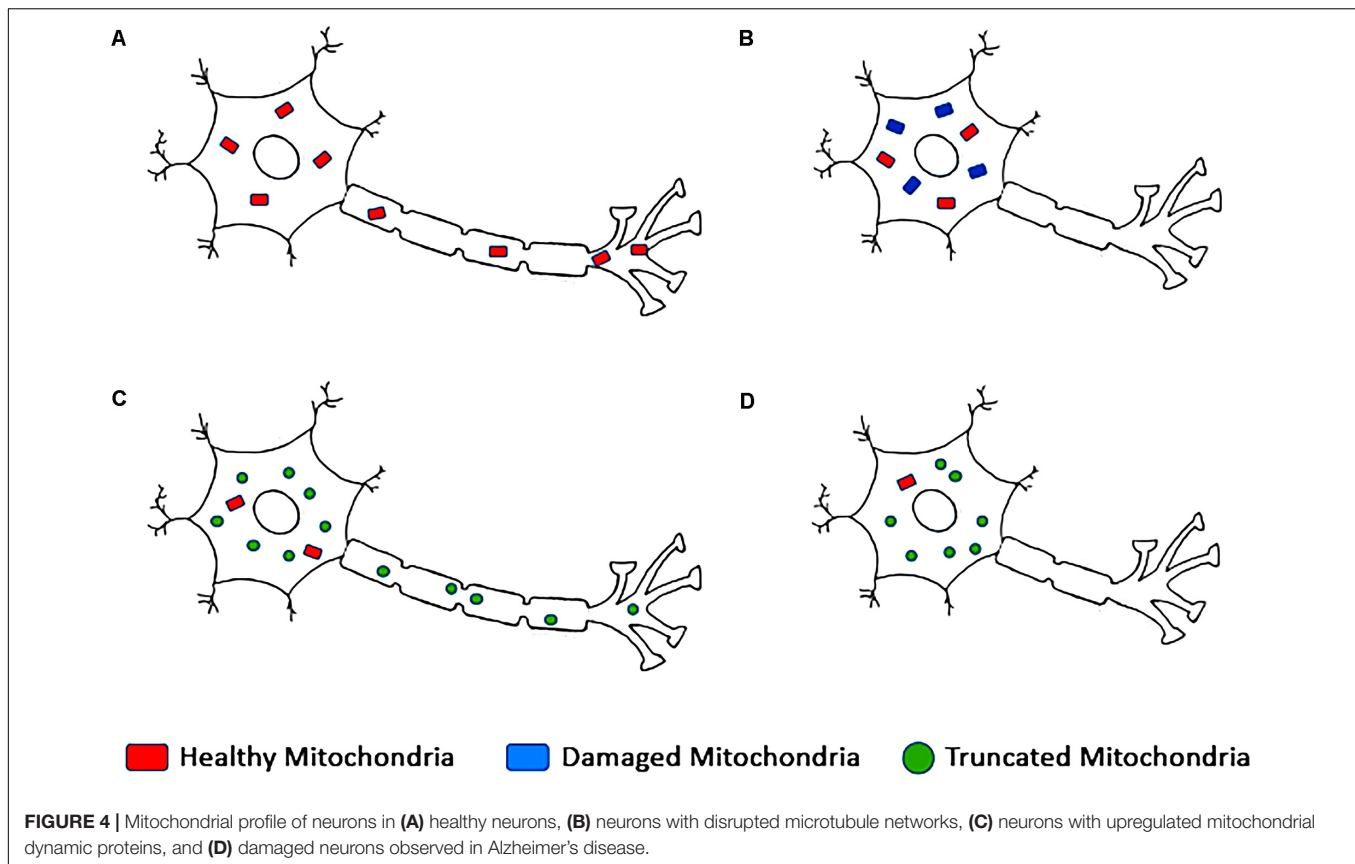 A
B
C
D
Healthy Mitochondria
Damaged Mitochondria
Truncated Mitochondria
FIGURE 4 | Mitochondrial profile of neurons in (A) healthy neurons, (B) neurons with disrupted microtubule networks, (C) neurons with upregulated mitochondrial
dynamic proteins, and (D) damaged neurons observed in Alzheimer's disease.